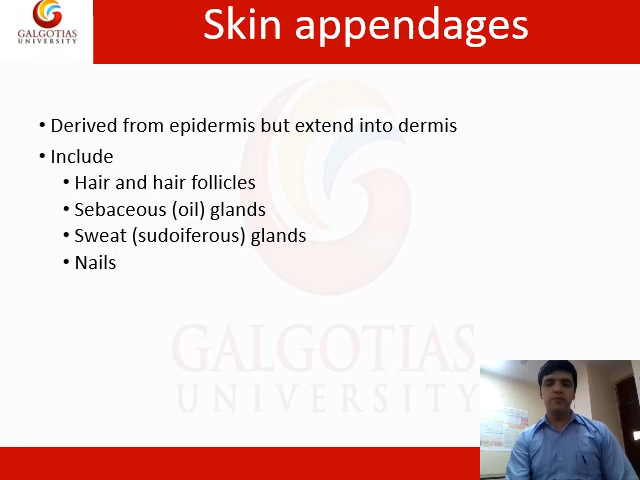 GALGOTIAS
UNIVERSITY
Skin appendages
• Derived from epidermis but extend into dermis
• Include
• Hair and hair follicles
• Sebaceous (oil) glands
• Sweat (sudoiferous) glands
• Nails
GALGOTIAS
UNIVERSITY